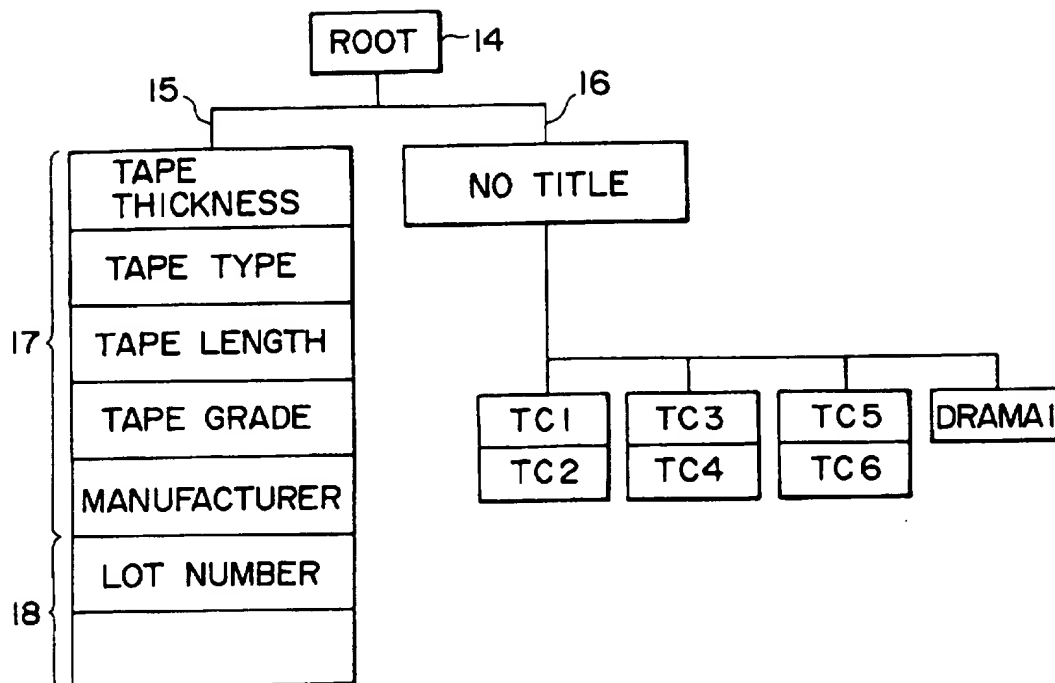 ROOT
14
15
16
TAPE
THICKNESS
NO TITLE
TAPE TYPE
17
TAPE LENGTH
TAPE GRADE
TC1
TC3
TC5
DRAMA1
TC2
TC4
TC6
MANUFACTURER
LOT NUMBER
18